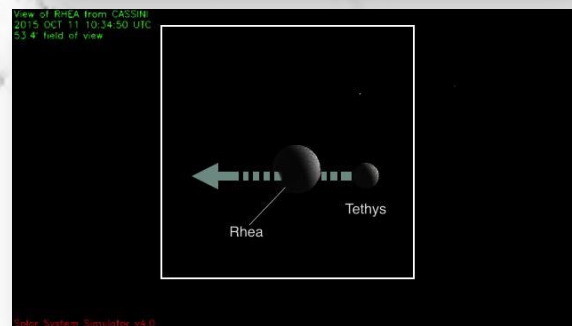 View of RHEA from CASSINI
2015 OCT 11 10:34:50 UTC
53.4' field of view
Tethys
Rhea
Solar System Simulator v4.0